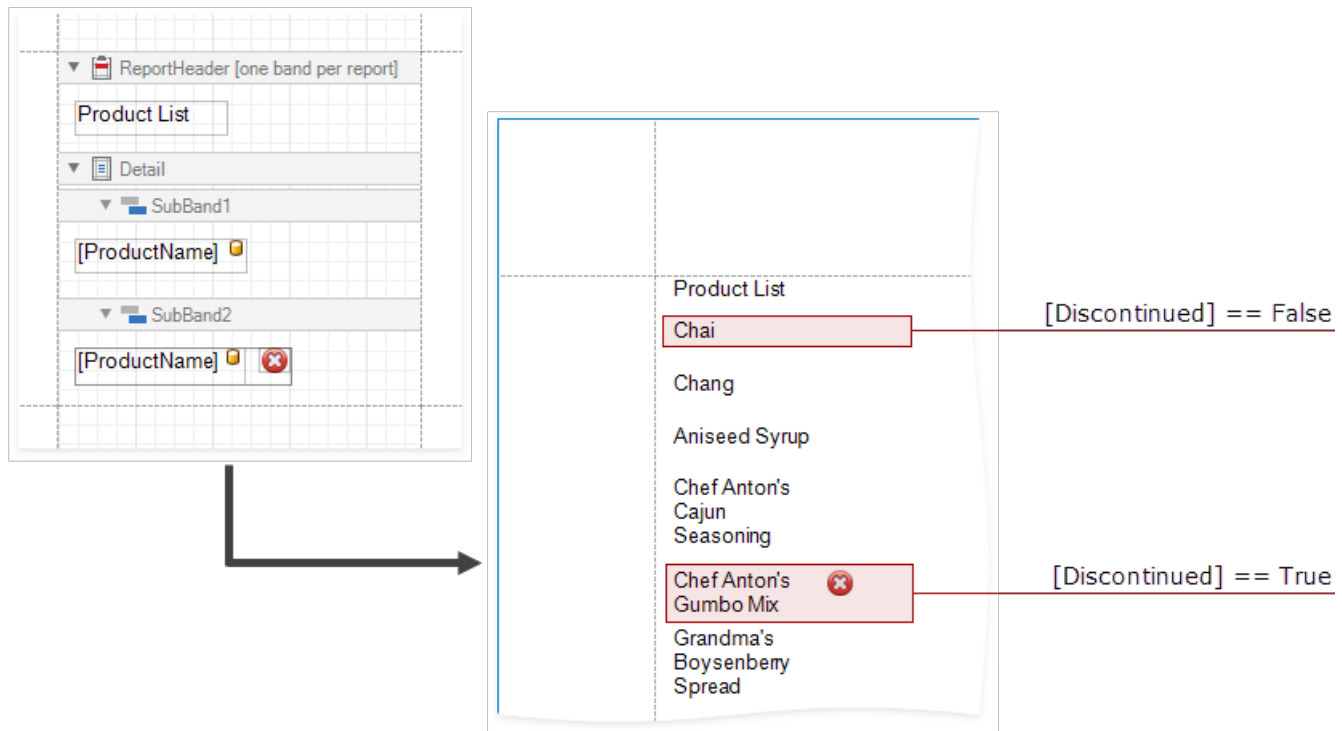 ReportHeader [one band per report]
Product List
Detail
SubBand1
[ProductName]
SubBand2
[ProductName]
Product List
Chai
[Discontinued] == False
Chang
Aniseed Syrup
Chef Anton's
Cajun
Seasoning
Chef Anton's
Gumbo Mix
[Discontinued] == True
Grandma's
Boysenberry
Spread